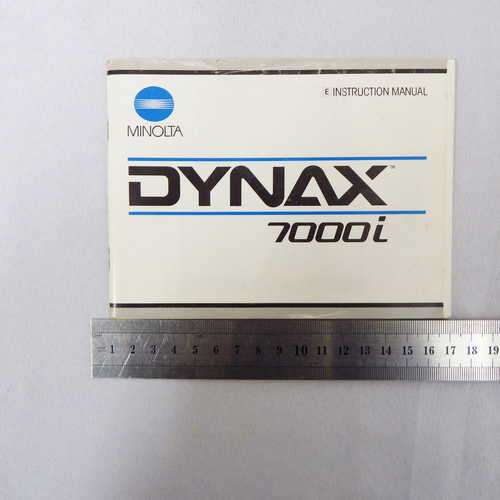 E INSTRUCTION MANUAL
MINOLTA
DYNAX™
7000i
1 2 3 4 5 6 7 8 9 10 11 12 13 14 15 16 17 18 19